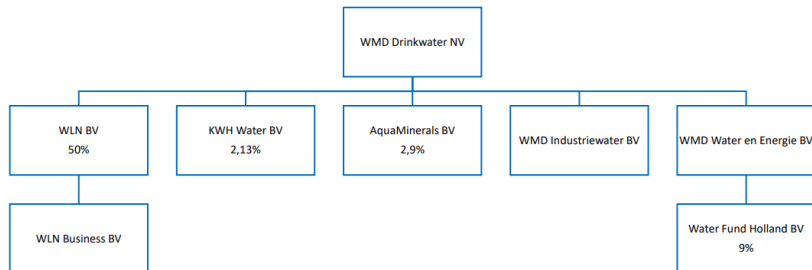 WMD Drinkwater NV
WLN BV
50%
KWH Water BV
2,13%
AquaMinerals BV
2,9%
WMD Industriewater BV
WMD Water en Energie BV
WLN Business BV
Water Fund Holland BV
9%